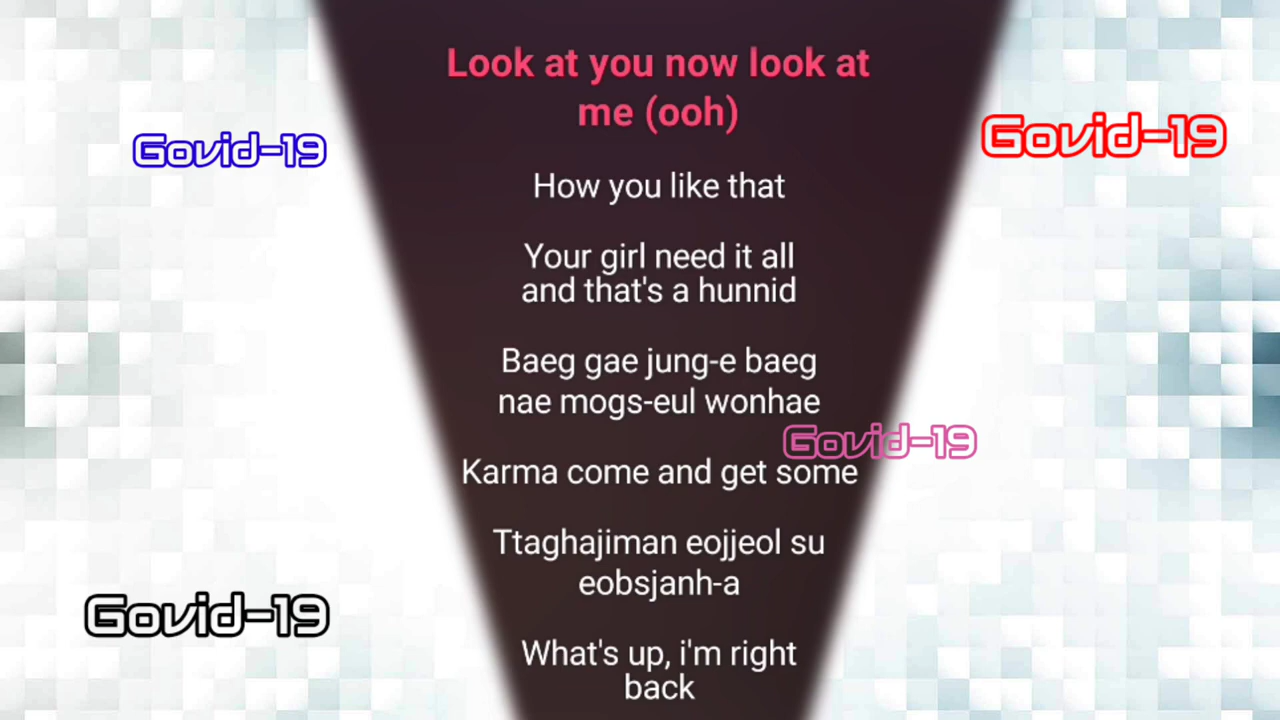 Look at you now look at
me (ooh)
Govid-19
Govid-19
How you like that
Your girl need it all
and that's a hunnid
Baeg gae jung-e baeg
nae mogs-eul wonhae
Govid-19
Karma come and get some
Ttaghajiman eojjeol su
eobsjanh-a
Govid-19
What's up, i'm right
back